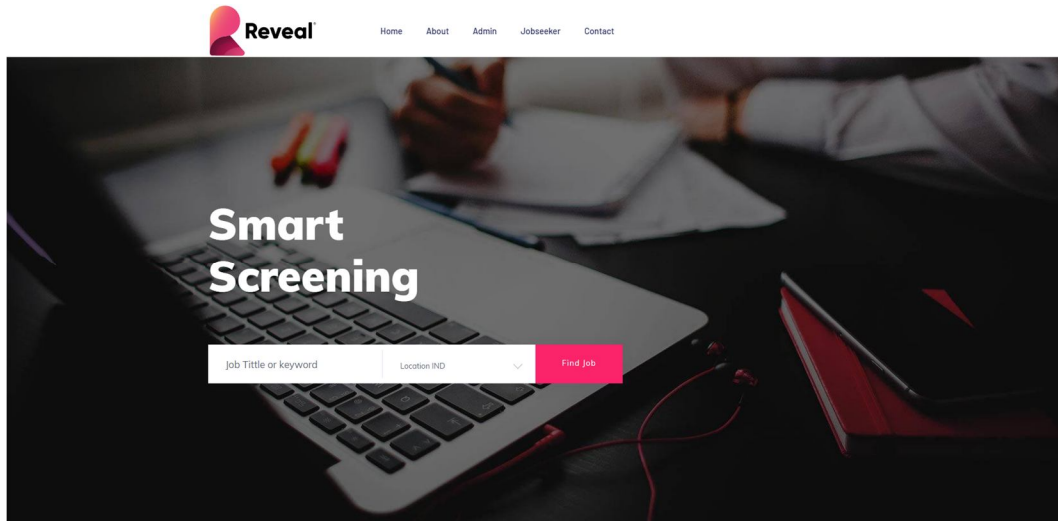 Reveal
Home About Admin Jobseeker Contact
Smart
Screening
Job Tittle or keyword Location IND Find Job